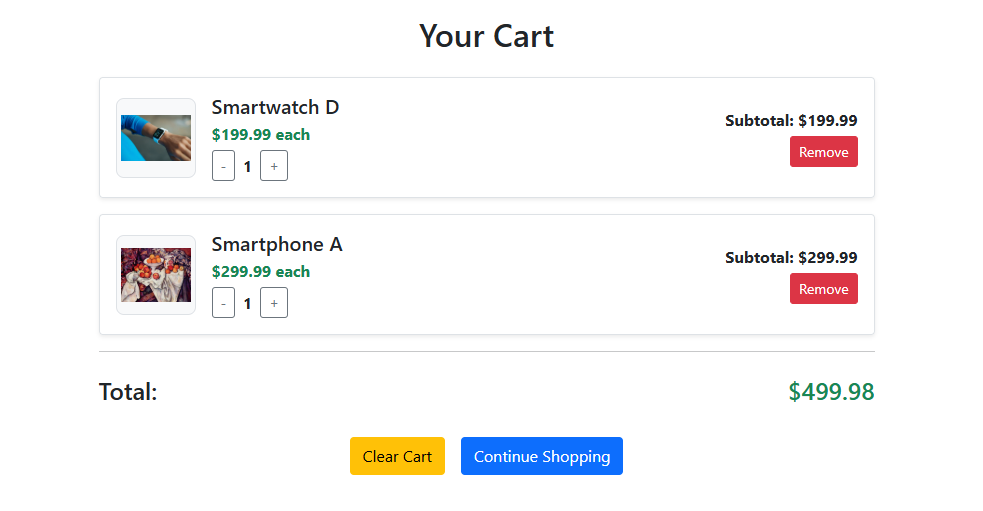 Your Cart
Smartwatch D
$199.99 each
- 1 +
Subtotal: $199.99
Remove
Smartphone A
$299.99 each
- 1 +
Subtotal: $299.99
Remove
Total: $499.98
Clear Cart Continue Shopping